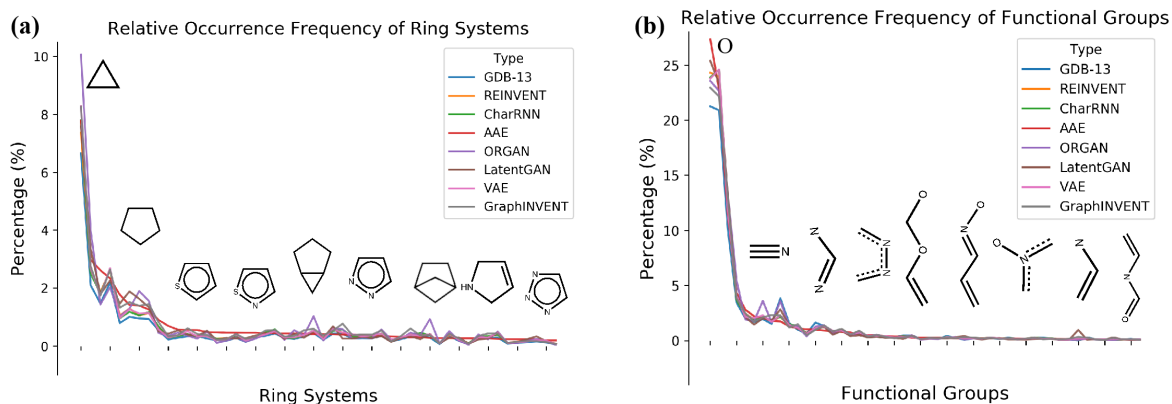 (a)
Relative Occurrence Frequency of Ring Systems
Type
GDB-13
REINVENT
CharRNN
AAE
ORGAN
LatentGAN
VAE
GraphINVENT
Percentage (%)
10
8
6
4
2
0
S
S
N
N
N
HN
N
N
Ring Systems
(b)
Relative Occurrence Frequency of Functional Groups
O
Type
GDB-13
REINVENT
CharRNN
AAE
ORGAN
LatentGAN
VAE
GraphINVENT
Percentage (%)
25
20
15
10
5
0
N
N
N
N
N
O
O
O
N
O
N
N
N
O
Functional Groups